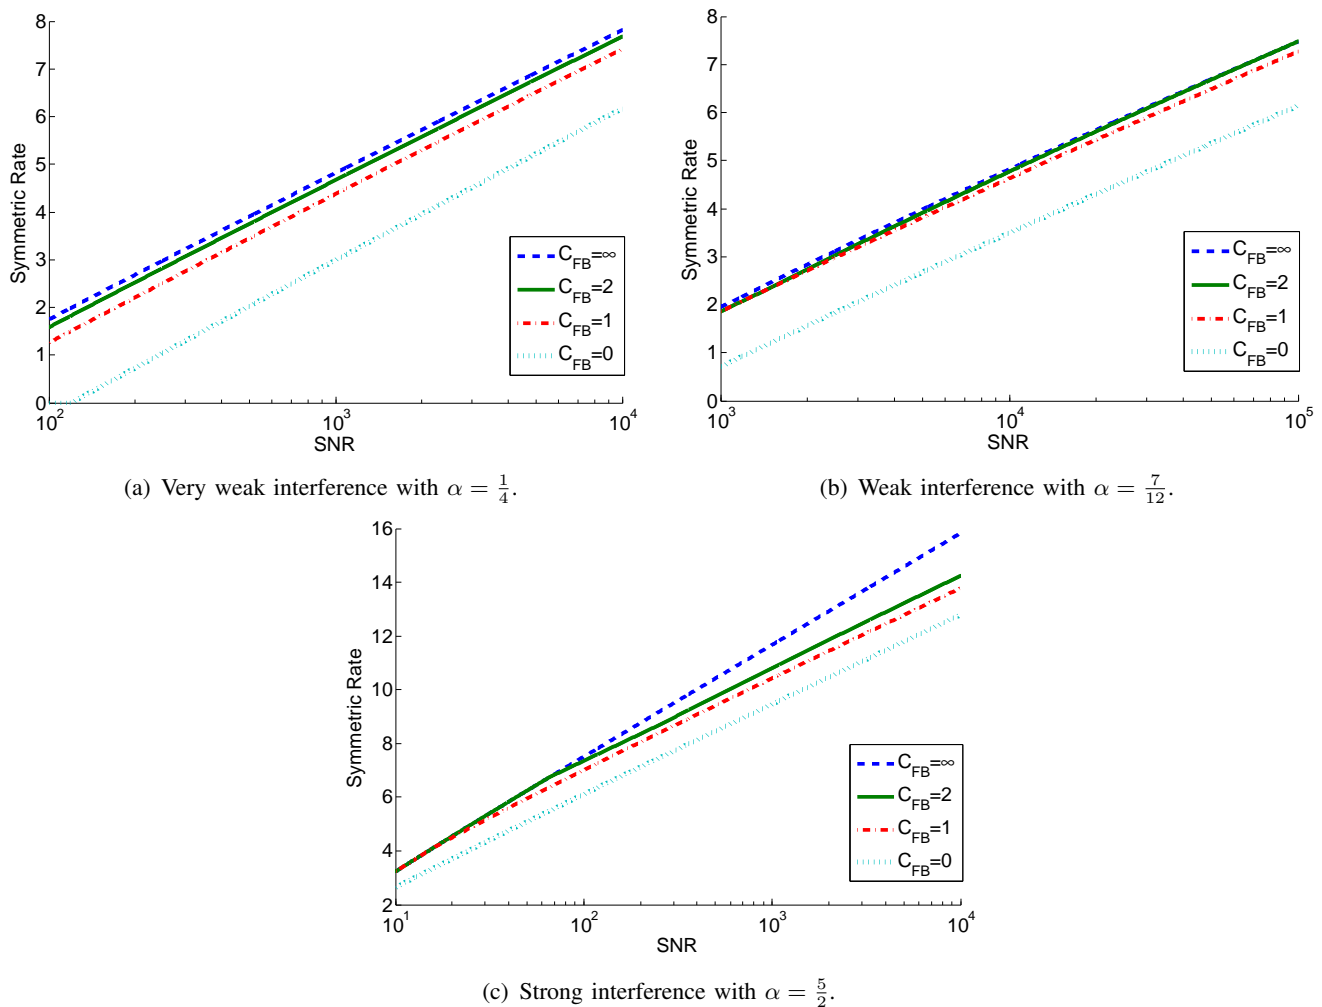 8
7
6
5
4
3
2
1
0
Symmetric Rate
10^2
10^3
10^4
SNR
C_FB=∞
C_FB=2
C_FB=1
C_FB=0
(a) Very weak interference with α = 1/4.
8
7
6
5
4
3
2
1
0
Symmetric Rate
10^3
10^4
10^5
SNR
C_FB=∞
C_FB=2
C_FB=1
C_FB=0
(b) Weak interference with α = 7/12.
16
14
12
10
8
6
4
2
Symmetric Rate
10^1
10^2
10^3
10^4
SNR
C_FB=∞
C_FB=2
C_FB=1
C_FB=0
(c) Strong interference with α = 5/2.